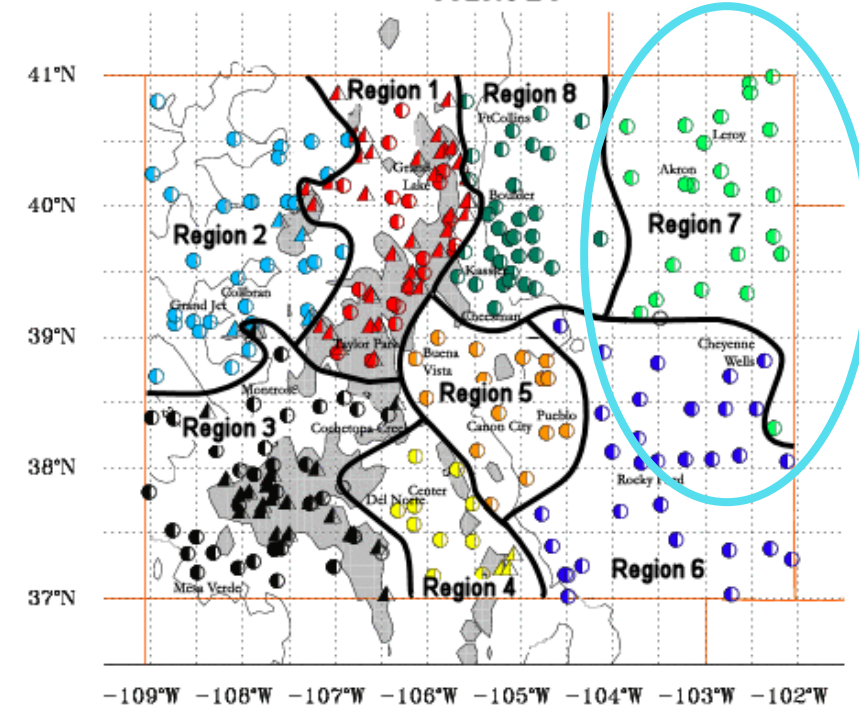 41°N
40°N
39°N
38°N
37°N
Region 1
Region 8
FtCollins
Leroy
Akron
Grand
Lake
Boulder
Region 2
Region 7
Kassler
Collbran
Grand Jct
Cheesman
Taylor Park
Buena
Vista
Cheyenne
Wells
Montrose
Region 5
Region 3
Cochetopa Creek
Canon City
Pueblo
Rocky Ford
Del Norte
Center
Mesa Verde
Region 4
Region 6
-109°W -108°W -107°W -106°W -105°W -104°W -103°W -102°W